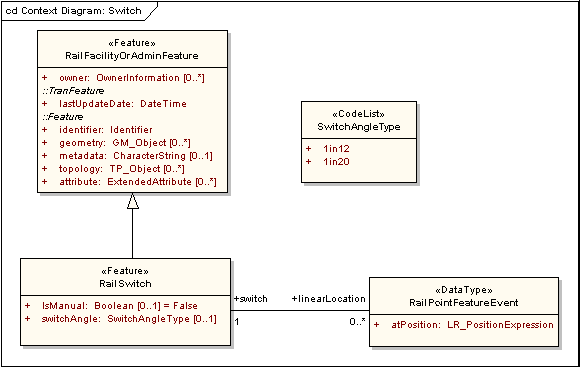 cd Context Diagram: Switch
«Feature»
RailFacilityOrAdminFeature
+ owner: OwnerInformation [0..*]
::TranFeature
+ lastUpdateDate: DateTime
::Feature
+ identifier: Identifier
+ geometry: GM_Object [0..*]
+ metadata: CharacterString [0..1]
+ topology: TP_Object [0..*]
+ attribute: ExtendedAttribute [0..*]
«CodeList»
SwitchAngleType
+ 1in12
+ 1in20
«Feature»
RailSwitch
+ IsManual: Boolean [0..1] = False
+ switchAngle: SwitchAngleType [0..1]
+switch
+linearLocation
1
0..*
«DataType»
RailPointFeatureEvent
+ atPosition: LR_PositionExpression